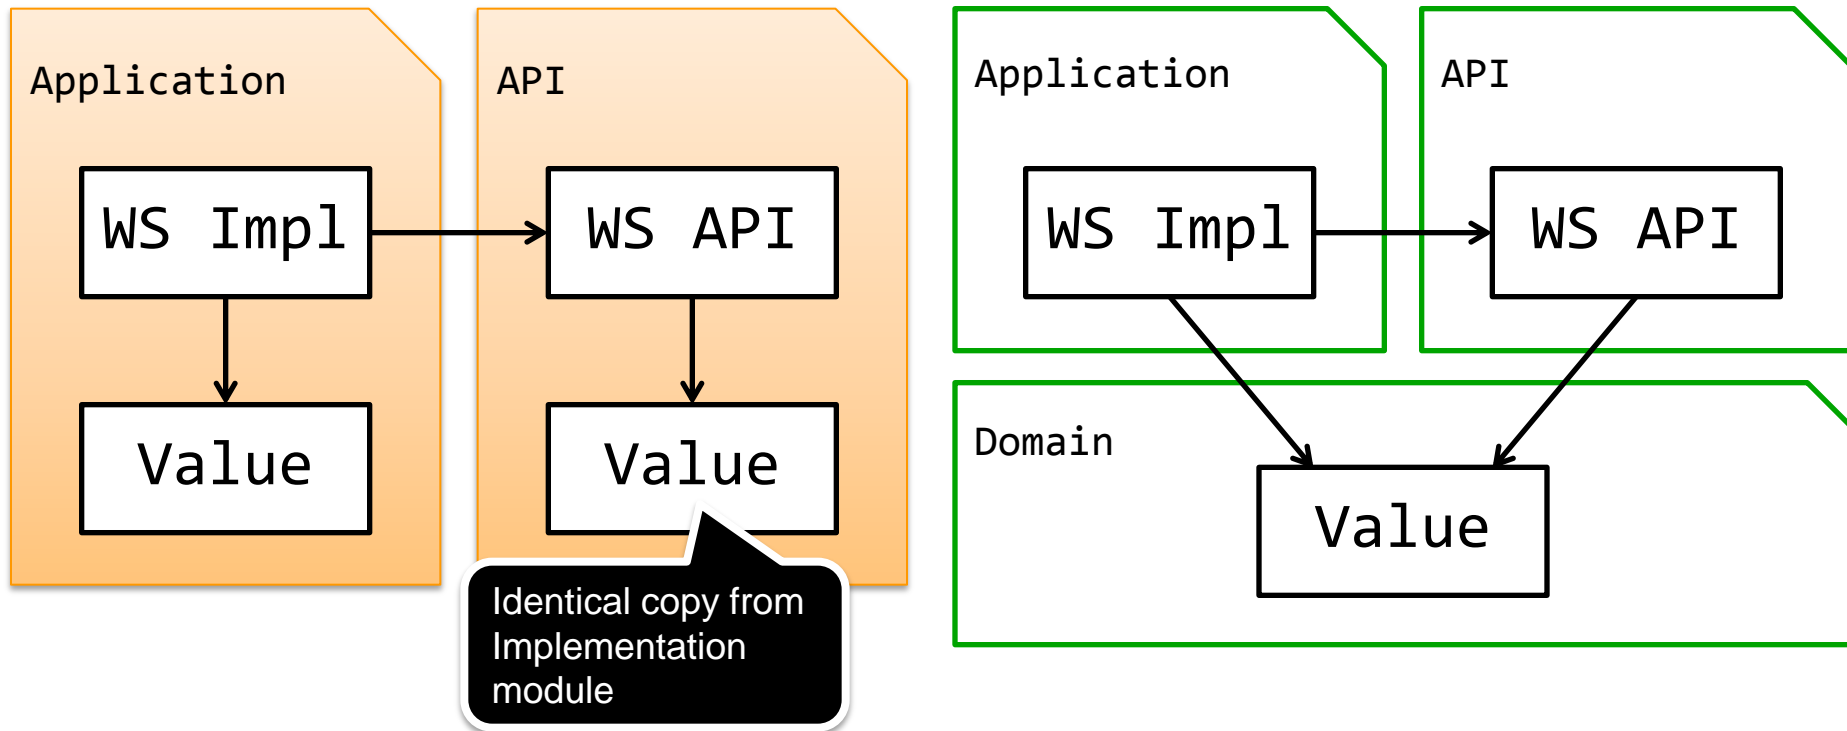 Application
API
WS Impl
WS API
Value
Value
Identical copy from
Implementation
module
Application
API
WS Impl
WS API
Domain
Value